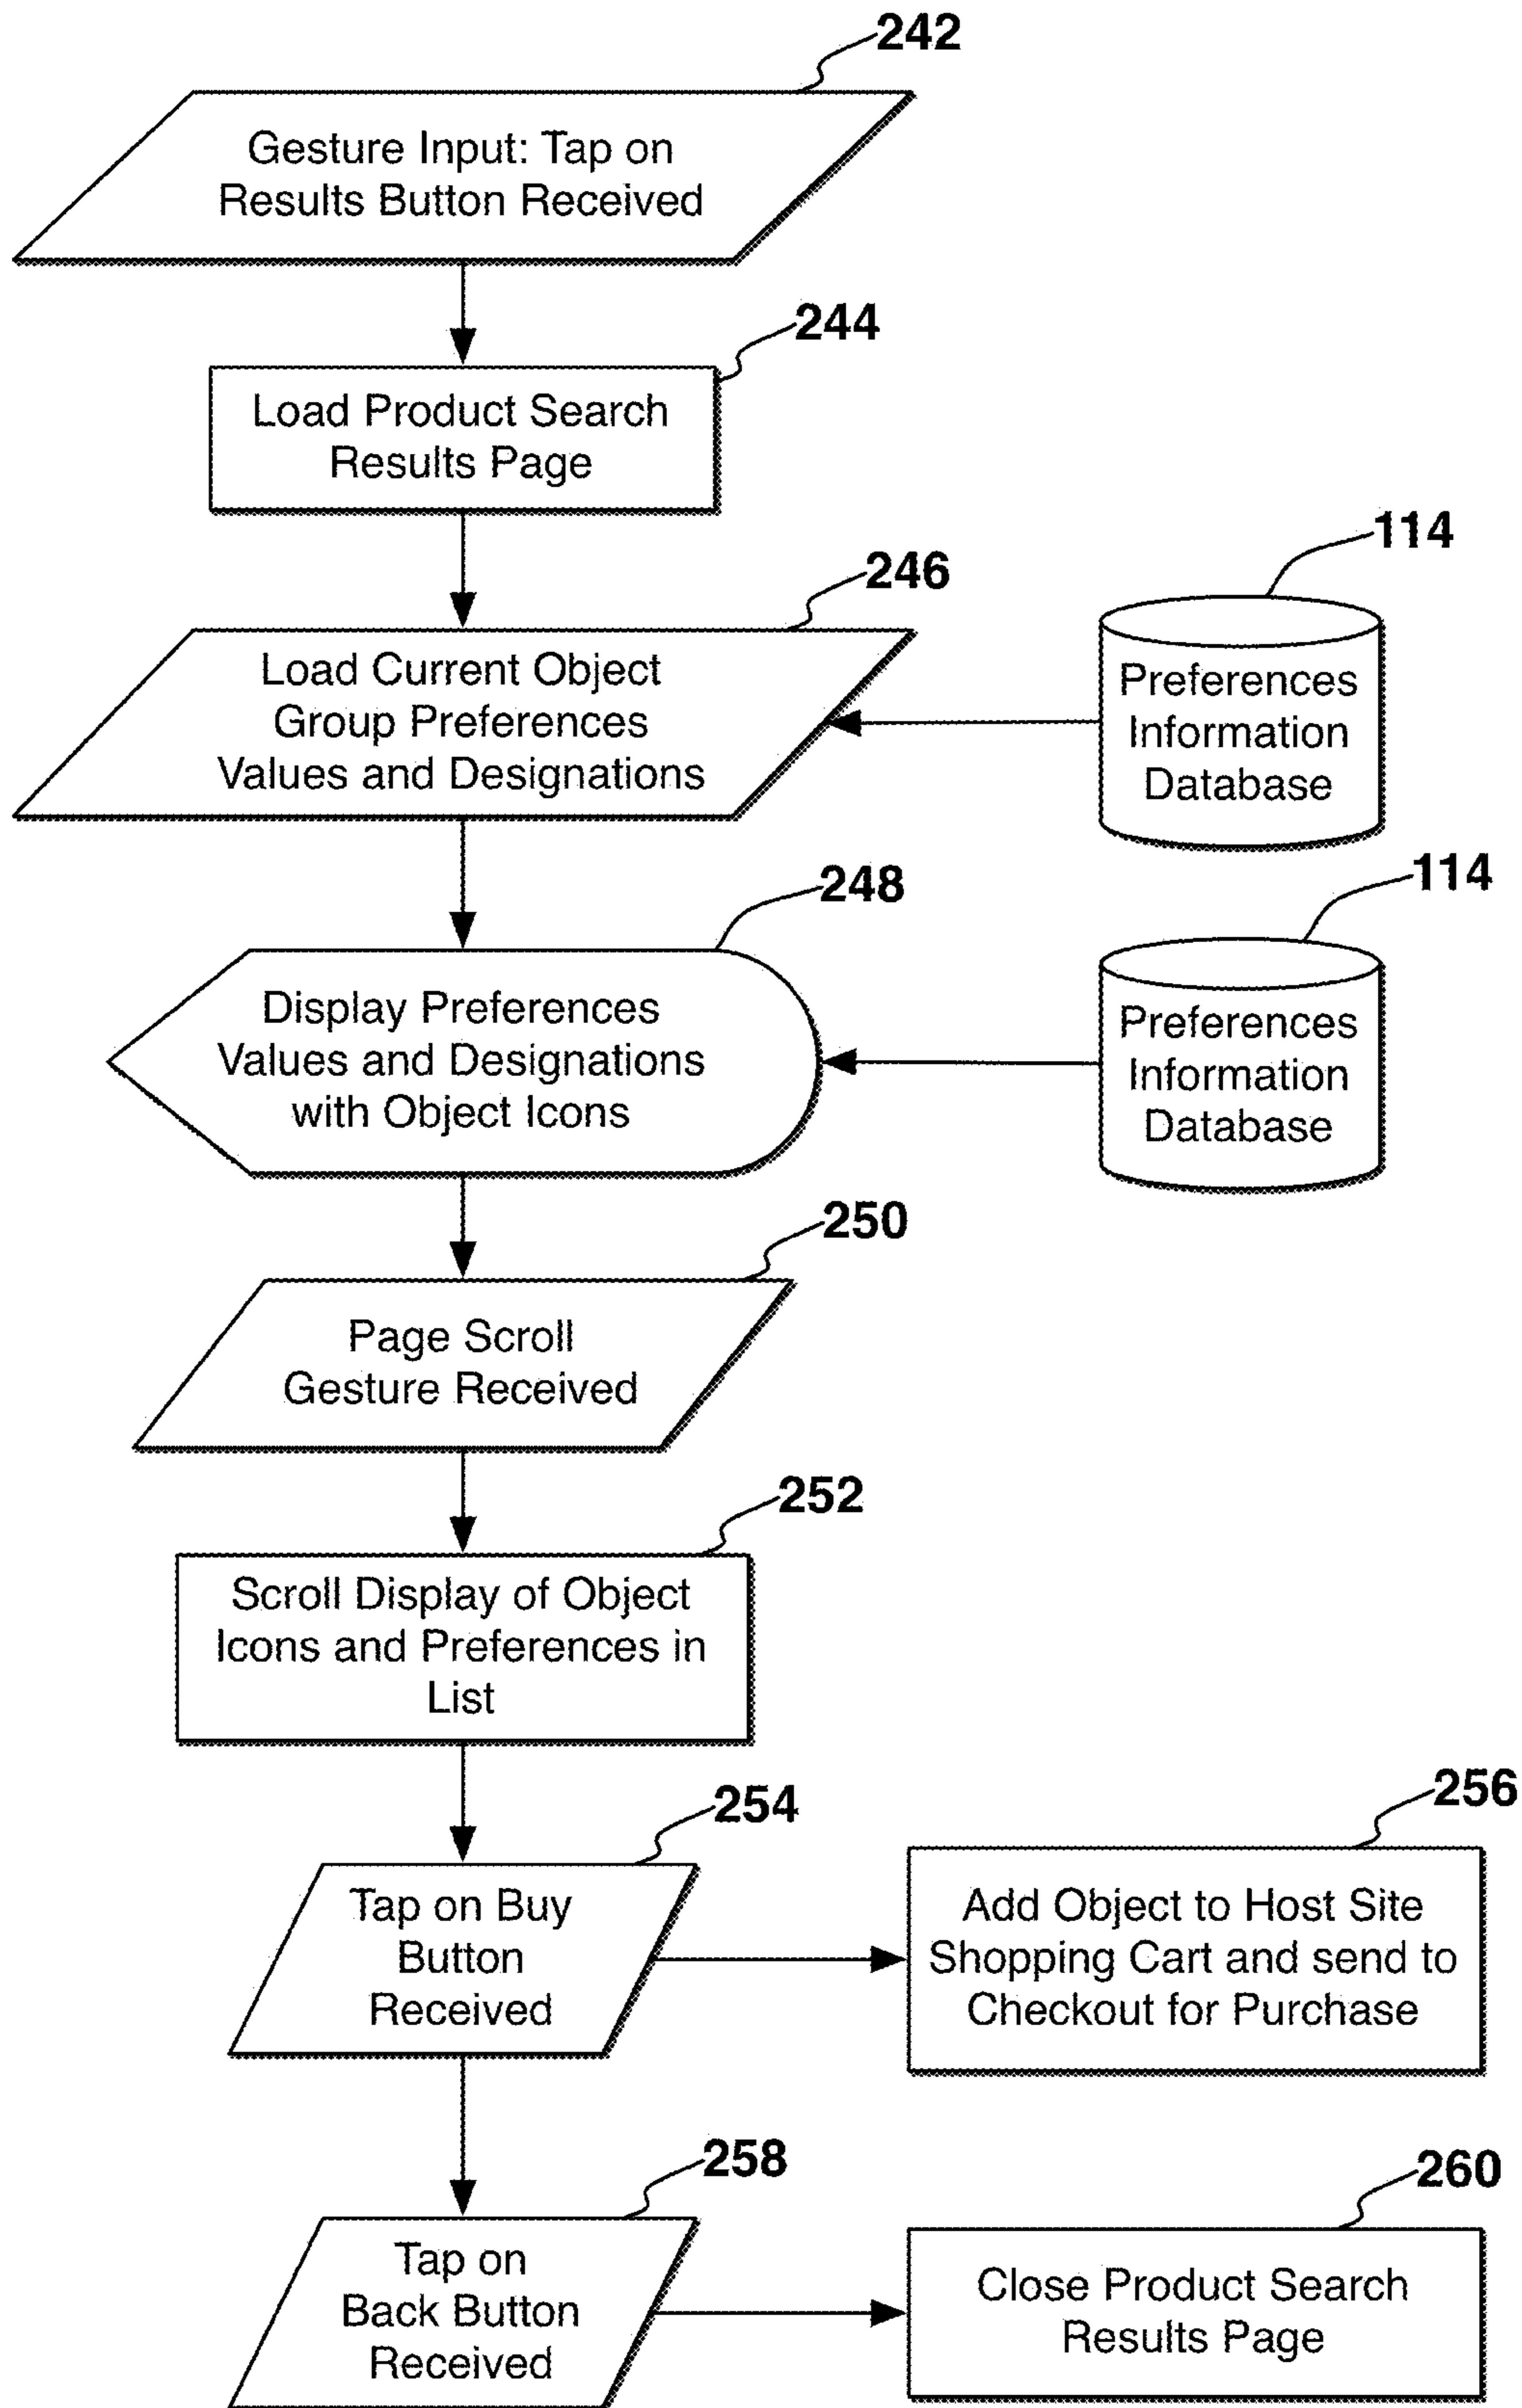 242
Gesture Input: Tap on
Results Button Received
244
Load Product Search
Results Page
246
Load Current Object
Group Preferences
Values and Designations
114
Preferences
Information
Database
248
Display Preferences
Values and Designations
with Object Icons
114
Preferences
Information
Database
250
Page Scroll
Gesture Received
252
Scroll Display of Object
Icons and Preferences in
List
254
Tap on Buy
Button
Received
256
Add Object to Host Site
Shopping Cart and send to
Checkout for Purchase
258
Tap on
Back Button
Received
260
Close Product Search
Results Page